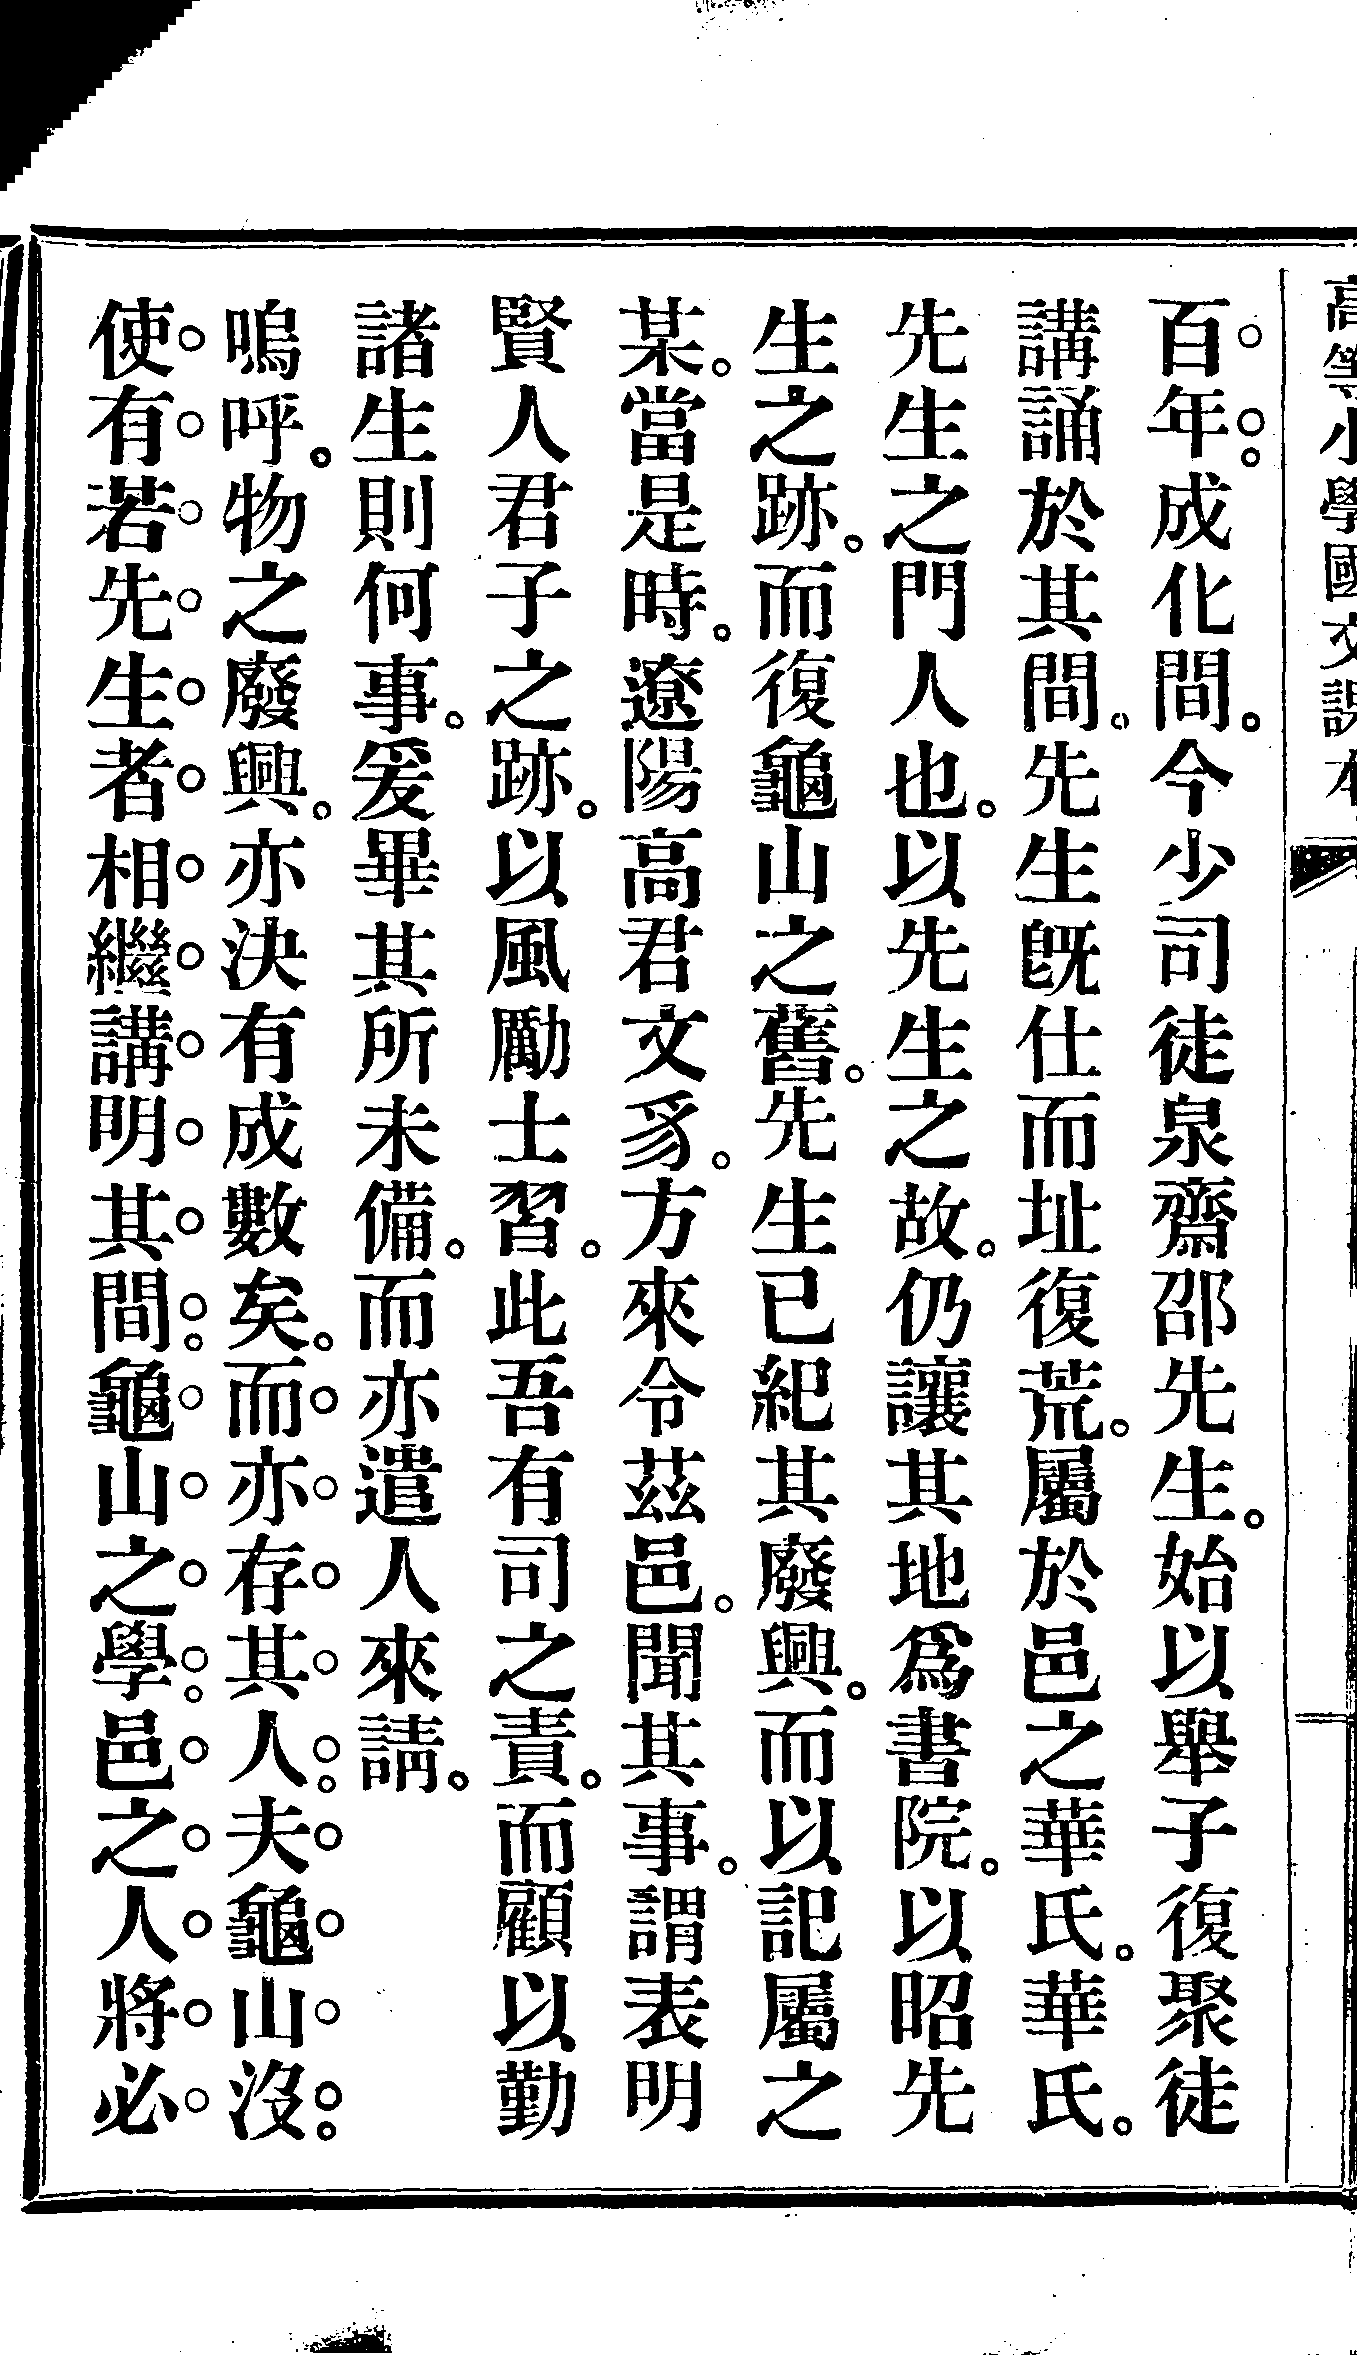 高等小學國文課本
百年。成化間。今少司徒泉齋邵先生。始以舉子復聚徒
講誦於其間。先生旣仕而址復荒。屬於邑之華氏。華氏。
先生之門人也。以先生之故。仍讓其地爲書院。以昭先
生之跡。而復龜山之舊。先生已紀其廢興。而以記屬之
某。當是時。遼陽高君文豸。方來令茲邑。聞其事。謂表明
賢人君子之跡。以風勵士習。此吾有司之責。而顧以勤
諸生則何事。爰畢其所未備。而亦遣人來請。
嗚呼。物之廢興。亦決有成數矣。而亦存其人。夫龜山沒。
使有若先生者相繼講明其間。龜山之學。邑之人將必